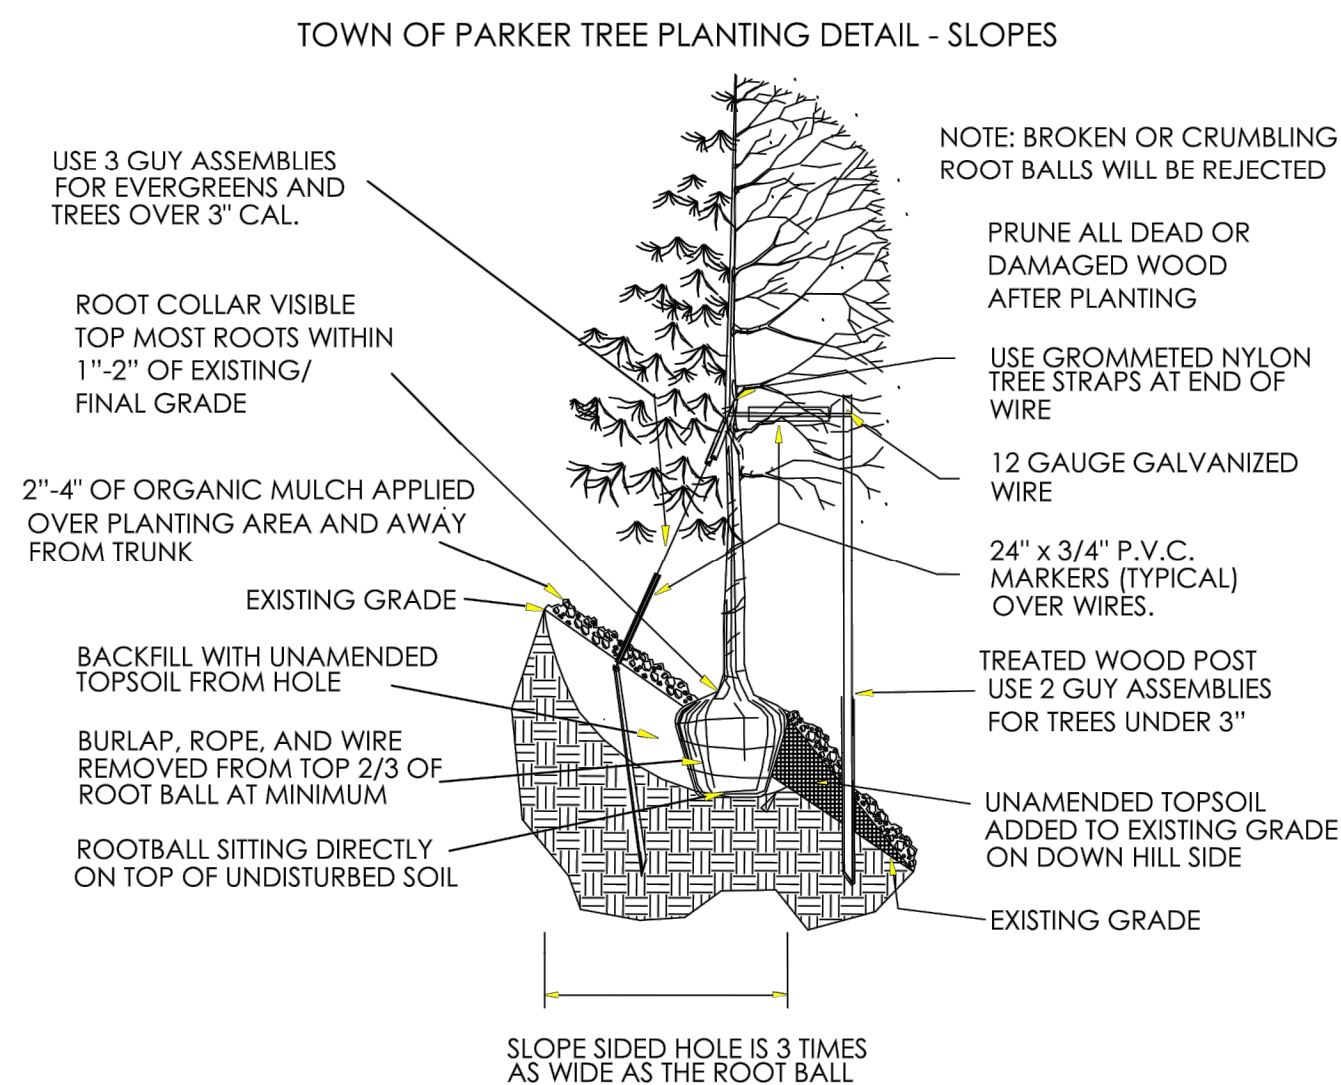 TOWN OF PARKER TREE PLANTING DETAIL - SLOPES
USE 3 GUY ASSEMBLIES
FOR EVERGREENS AND
TREES OVER 3" CAL.
ROOT COLLAR VISIBLE
TOP MOST ROOTS WITHIN
1”-2” OF EXISTING/
FINAL GRADE
2”-4" OF ORGANIC MULCH APPLIED
OVER PLANTING AREA AND AWAY
FROM TRUNK
EXISTING GRADE
BACKFILL WITH UNAMENDED
TOPSOIL FROM HOLE
BURLAP, ROPE, AND WIRE
REMOVED FROM TOP 2/3 OF
ROOT BALL AT MINIMUM
ROOTBALL SITTING DIRECTLY
ON TOP OF UNDISTURBED SOIL
NOTE: BROKEN OR CRUMBLING
ROOT BALLS WILL BE REJECTED
PRUNE ALL DEAD OR
DAMAGED WOOD
AFTER PLANTING
USE GROMMETED NYLON
TREE STRAPS AT END OF
WIRE
12 GAUGE GALVANIZED
WIRE
24" x 3/4" P.V.C.
MARKERS (TYPICAL)
OVER WIRES.
TREATED WOOD POST
USE 2 GUY ASSEMBLIES
FOR TREES UNDER 3”
UNAMENDED TOPSOIL
ADDED TO EXISTING GRADE
ON DOWN HILL SIDE
EXISTING GRADE
SLOPE SIDED HOLE IS 3 TIMES
AS WIDE AS THE ROOT BALL